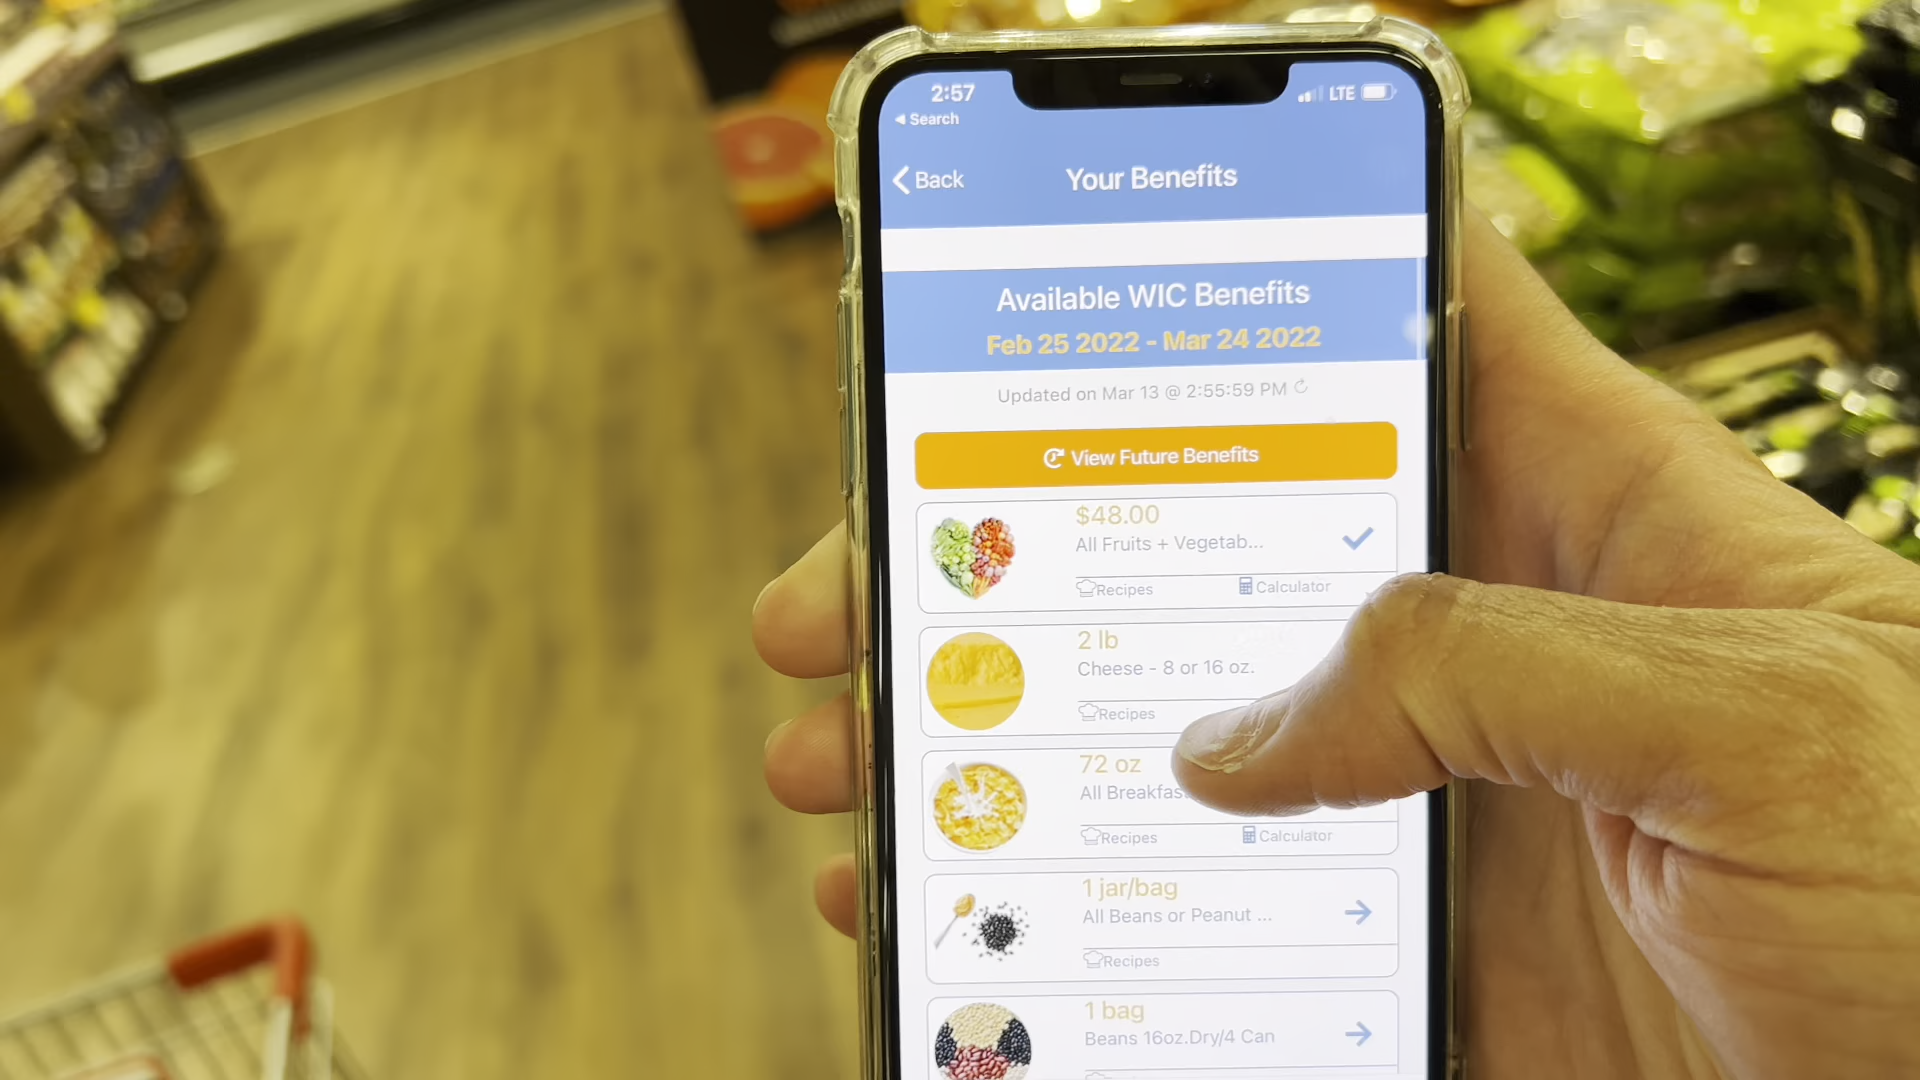 2:57
LTE
◀ Search
Back
Your Benefits
Available WIC Benefits
Feb 25 2022 - Mar 24 2022
Updated on Mar 13 @ 2:55:59 PM
View Future Benefits
$48.00
All Fruits + Vegetab...
Recipes
Calculator
2 lb
Cheese - 8 or 16 oz.
Recipes
72 oz
All Breakfas
Recipes
Calculator
1 jar/bag
All Beans or Peanut ...
Recipes
1 bag
Beans 16oz.Dry/4 Can